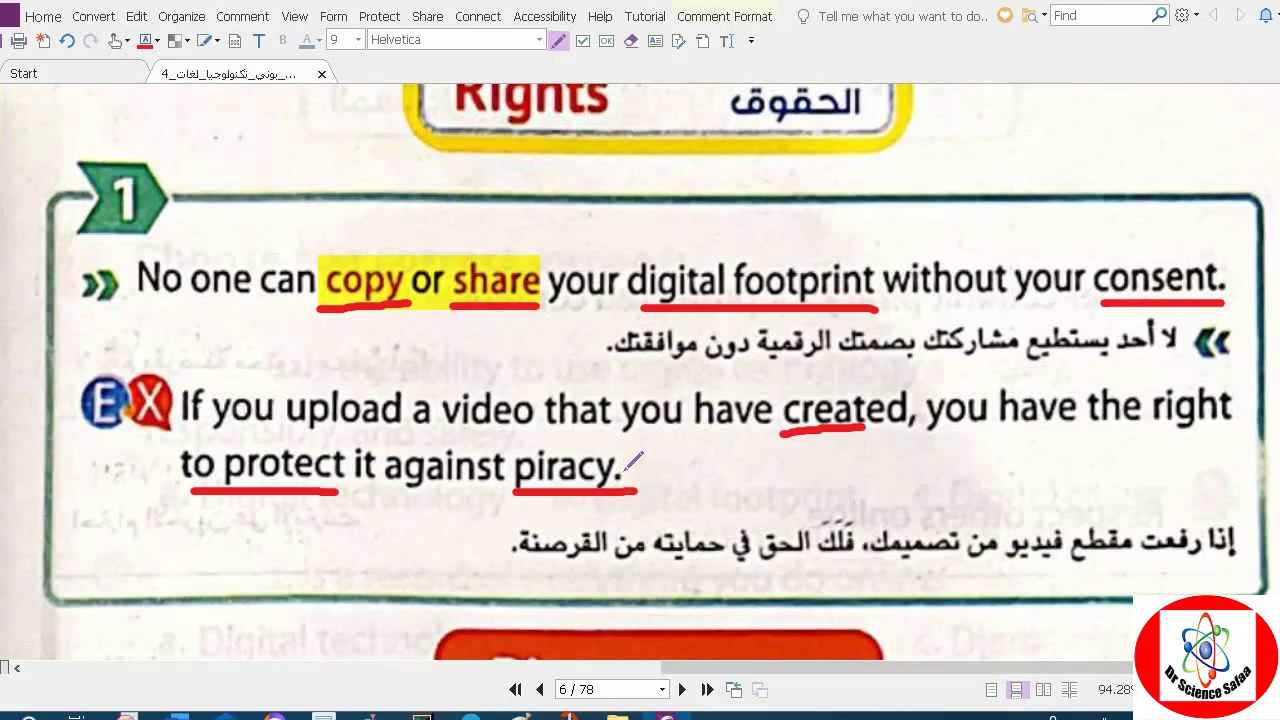 Home Convert Edit Organize Comment View Form Protect Share Connect Accessibility Help Tutorial Comment Format Tell me what you want to do.. Find
9 Helvetica
Start 4_لغات_تكنولوجيا_يوني_...
Rights الحقوق
1
No one can copy or share your digital footprint without your consent.
لا أحد يستطيع مشاركتك بصمتك الرقمية دون موافقتك.
EX If you upload a video that you have created, you have the right
to protect it against piracy.
إذا رفعت مقطع فيديو من تصميمك، فَلَكَ الحق في حمايته من القرصنة.
6 / 78
94.28%
Dr Science Safaa